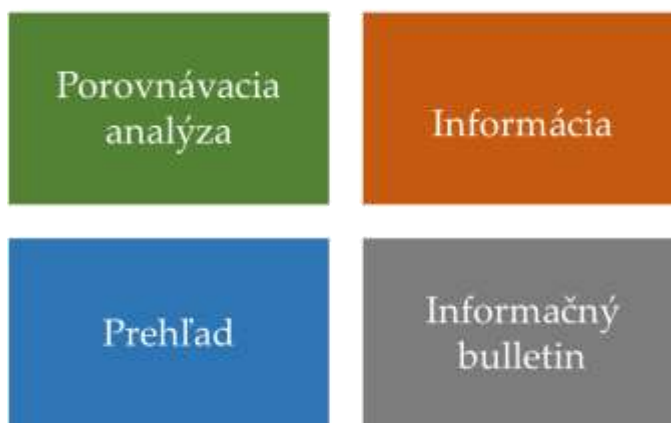 Porovnávacia
analýza
Informácia
Prehľad
Informačný
bulletin